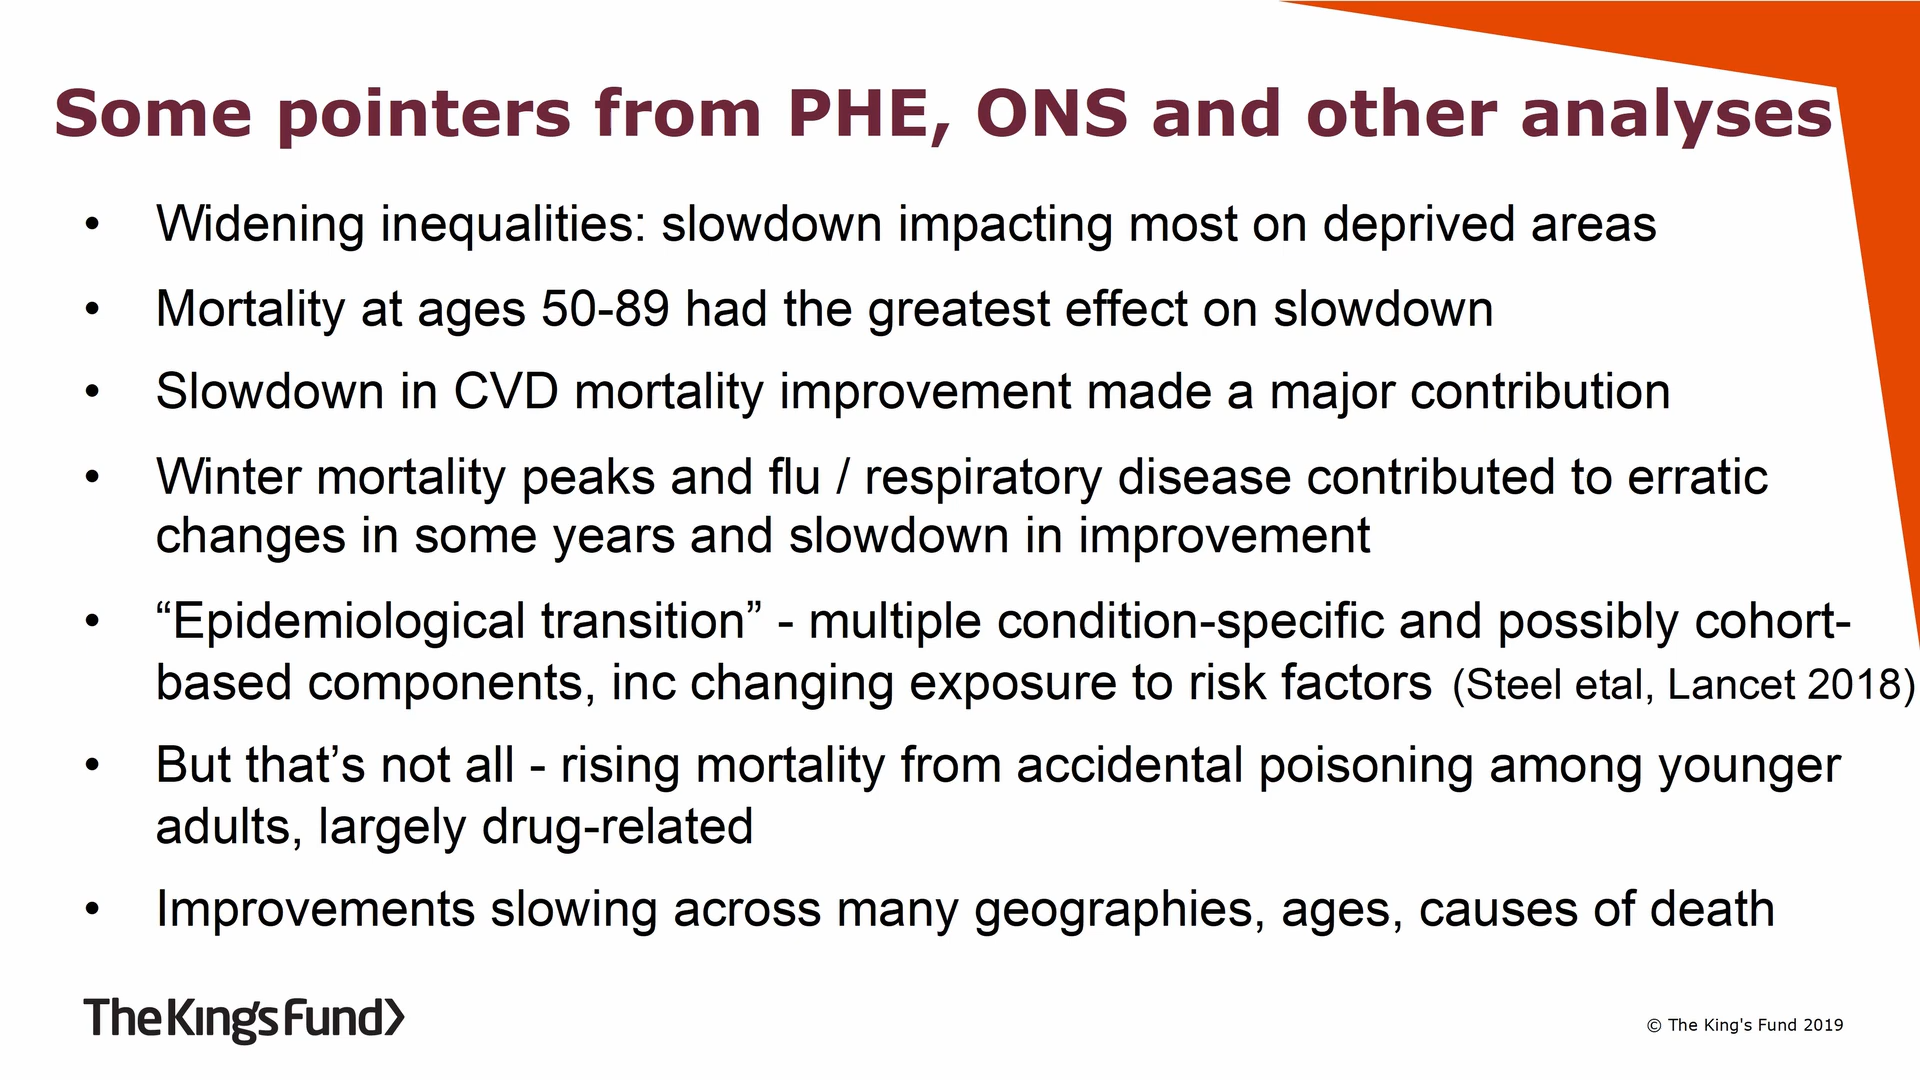 Some pointers from PHE, ONS and other analyses
• Widening inequalities: slowdown impacting most on deprived areas
• Mortality at ages 50-89 had the greatest effect on slowdown
• Slowdown in CVD mortality improvement made a major contribution
• Winter mortality peaks and flu / respiratory disease contributed to erratic
changes in some years and slowdown in improvement
• “Epidemiological transition” - multiple condition-specific and possibly cohort-
based components, inc changing exposure to risk factors (Steel etal, Lancet 2018)
• But that’s not all - rising mortality from accidental poisoning among younger
adults, largely drug-related
• Improvements slowing across many geographies, ages, causes of death
TheKing'sFund>
© The King's Fund 2019